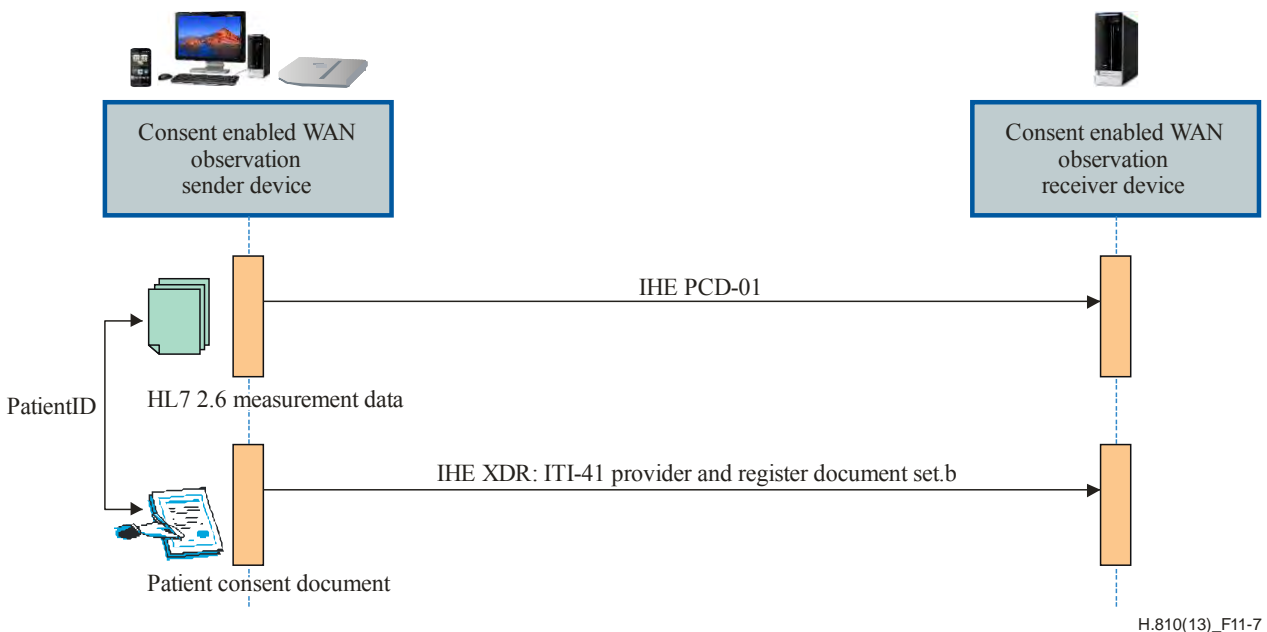 Consent enabled WAN
observation
sender device
Consent enabled WAN
observation
receiver device
IHE PCD-01
PatientID
HL7 2.6 measurement data
IHE XDR: ITI-41 provider and register document set.b
Patient consent document
H.810(13)_F11-7